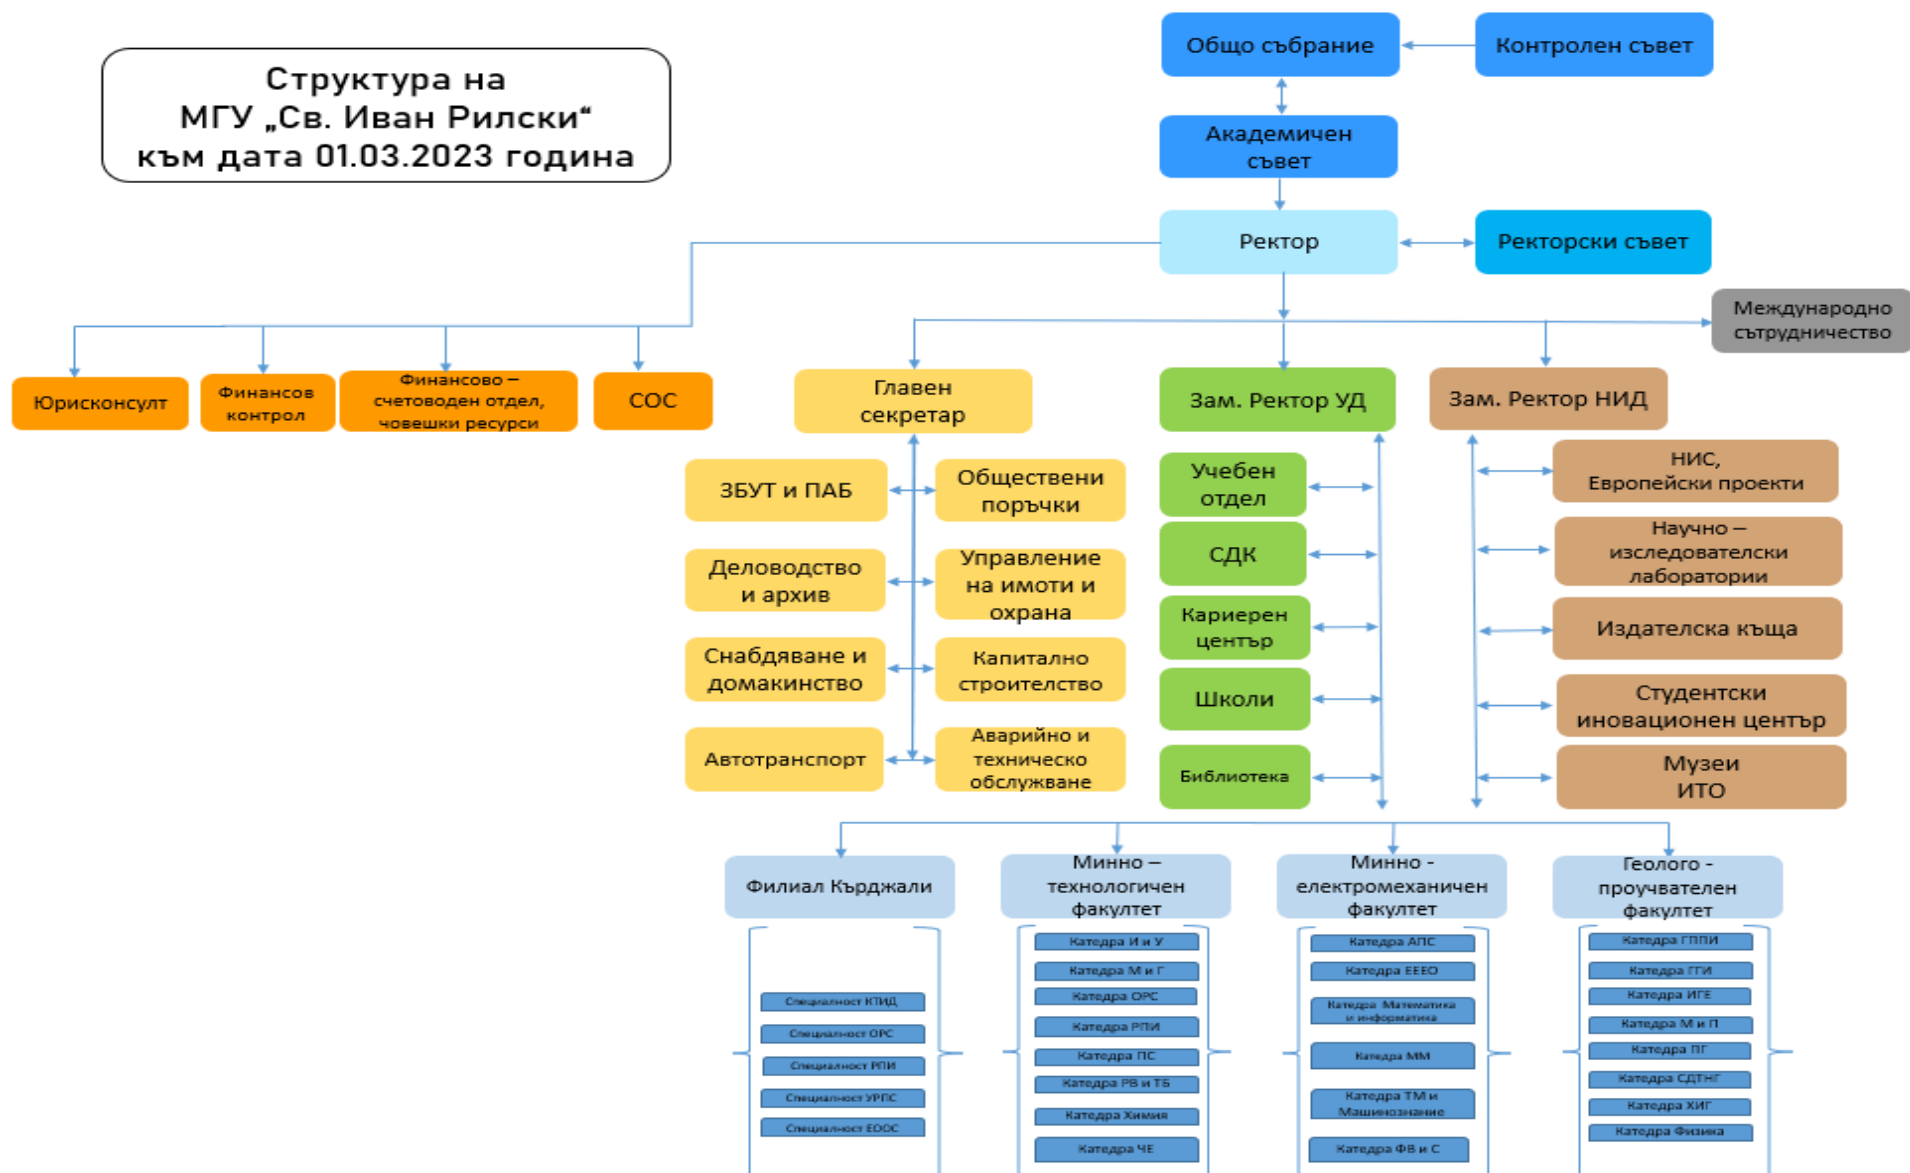 Структура на
МГУ „Св. Иван Рилски“
към дата 01.03.2023 година
Общо събрание
Контролен съвет
Академичен
съвет
Ректор
Ректорски съвет
Международно
сътрудничество
Юрисконсулт
Финансов
контрол
Финансово –
счетоводен отдел,
човешки ресурси
СОС
Главен
секретар
Зам. Ректор УД
Зам. Ректор НИД
ЗБУТ и ПАБ
Обществени
поръчки
Деловодство
и архив
Управление
на имоти и
охрана
Снабдяване и
домакинство
Капитално
строителство
Автотранспорт
Аварийно и
техническо
обслужване
Учебен
отдел
СДК
Кариерен
център
Школи
Библиотека
НИС,
Европейски проекти
Научно –
изследователски
лаборатории
Издателска къща
Студентски
иновационен център
Музеи
ИТО
Филиал Кърджали
Специалност КТИД
Специалност ОРС
Специалност РПИ
Специалност УРПС
Специалност ЕООС
Минно –
технологичен
факултет
Катедра И и У
Катедра М и Г
Катедра ОРС
Катедра РПИ
Катедра ПС
Катедра РВ и ТБ
Катедра Химия
Катедра ЧЕ
Минно -
електромеханичен
факултет
Катедра АПС
Катедра ЕЕЕО
Катедра Математика
и информатика
Катедра ММ
Катедра ТМ и
Машинознание
Катедра ФВ и С
Геолого -
проучвателен
факултет
Катедра ГППИ
Катедра ГГИ
Катедра ИГЕ
Катедра М и П
Катедра ПГ
Катедра СДТНГ
Катедра ХИГ
Катедра Физика